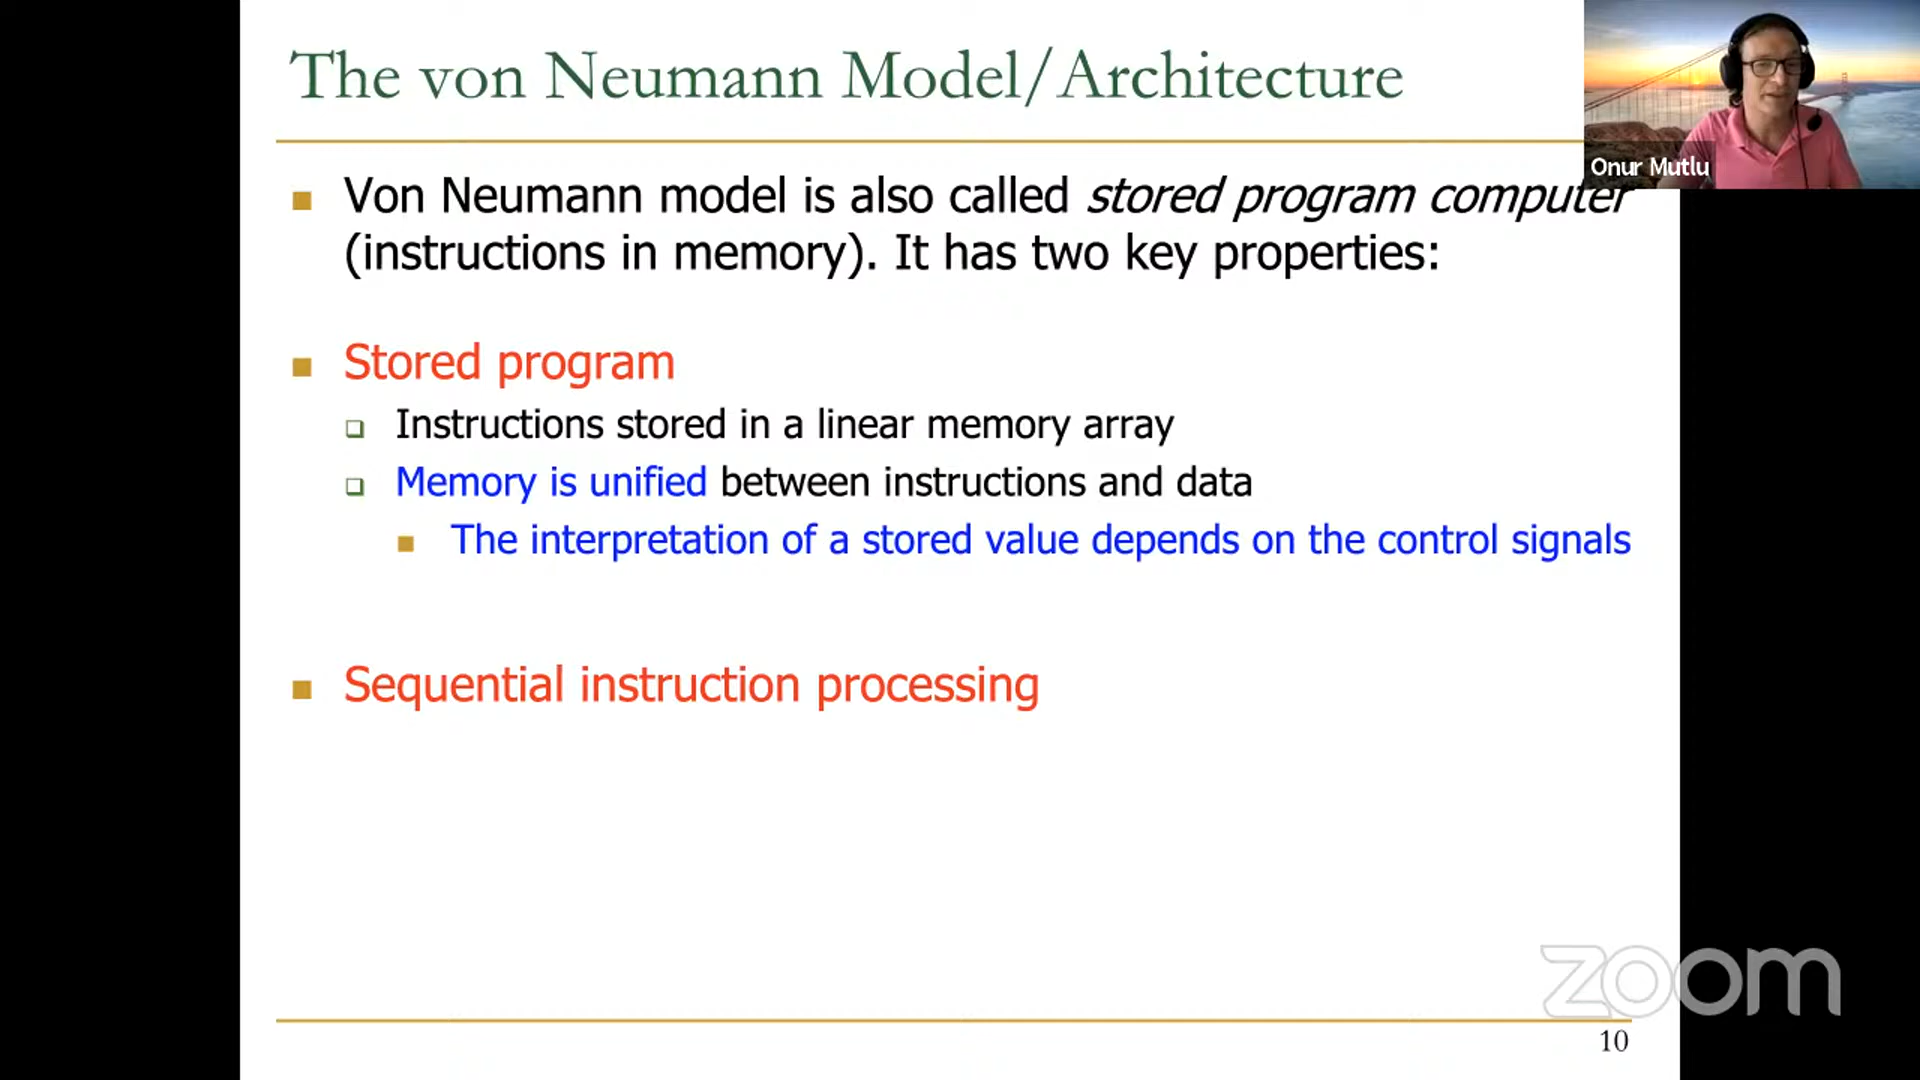 The von Neumann Model/Architecture
Onur Mutlu
Von Neumann model is also called stored program computer
(instructions in memory). It has two key properties:
Stored program
Instructions stored in a linear memory array
Memory is unified between instructions and data
The interpretation of a stored value depends on the control signals
Sequential instruction processing
zoom
10